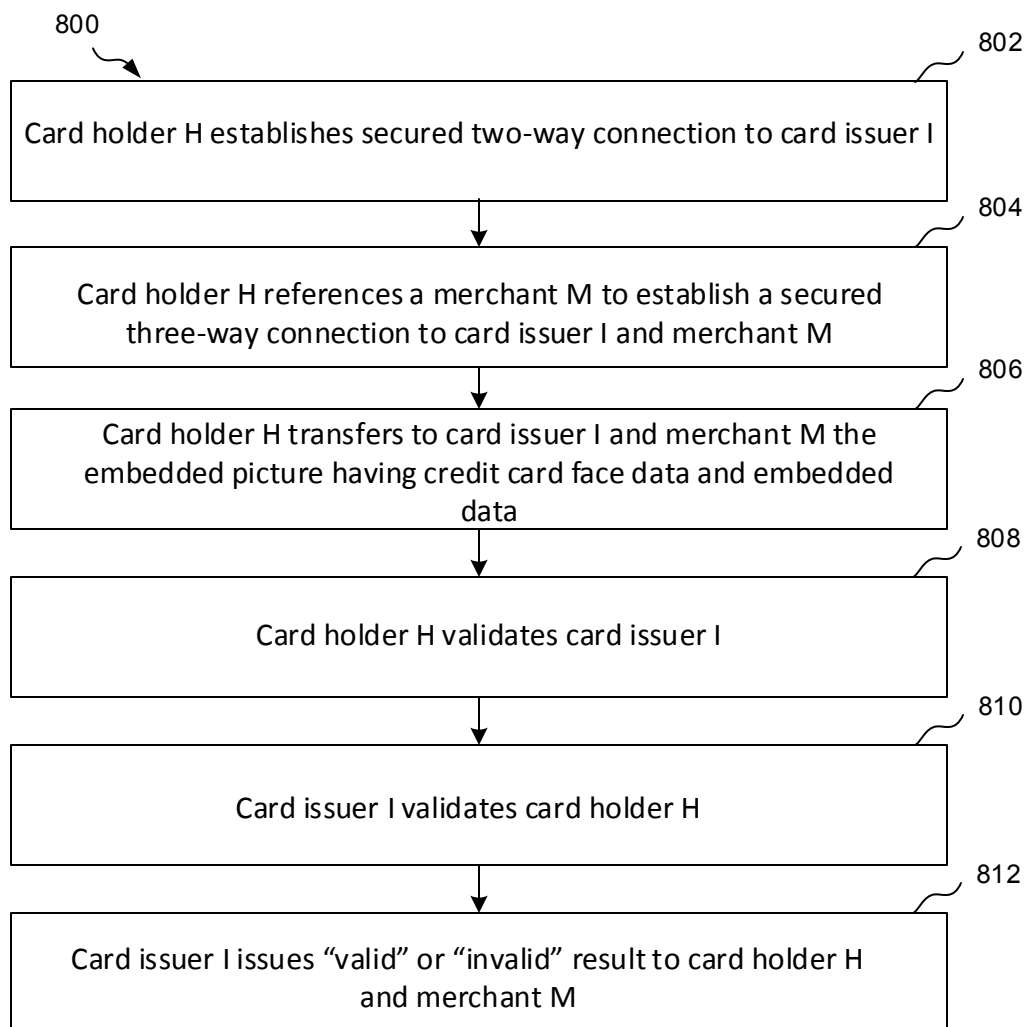 800
802
Card holder H establishes secured two-way connection to card issuer I
804
Card holder H references a merchant M to establish a secured
three-way connection to card issuer I and merchant M
806
Card holder H transfers to card issuer I and merchant M the
embedded picture having credit card face data and embedded
data
808
Card holder H validates card issuer I
810
Card issuer I validates card holder H
812
Card issuer I issues “valid” or “invalid” result to card holder H
and merchant M